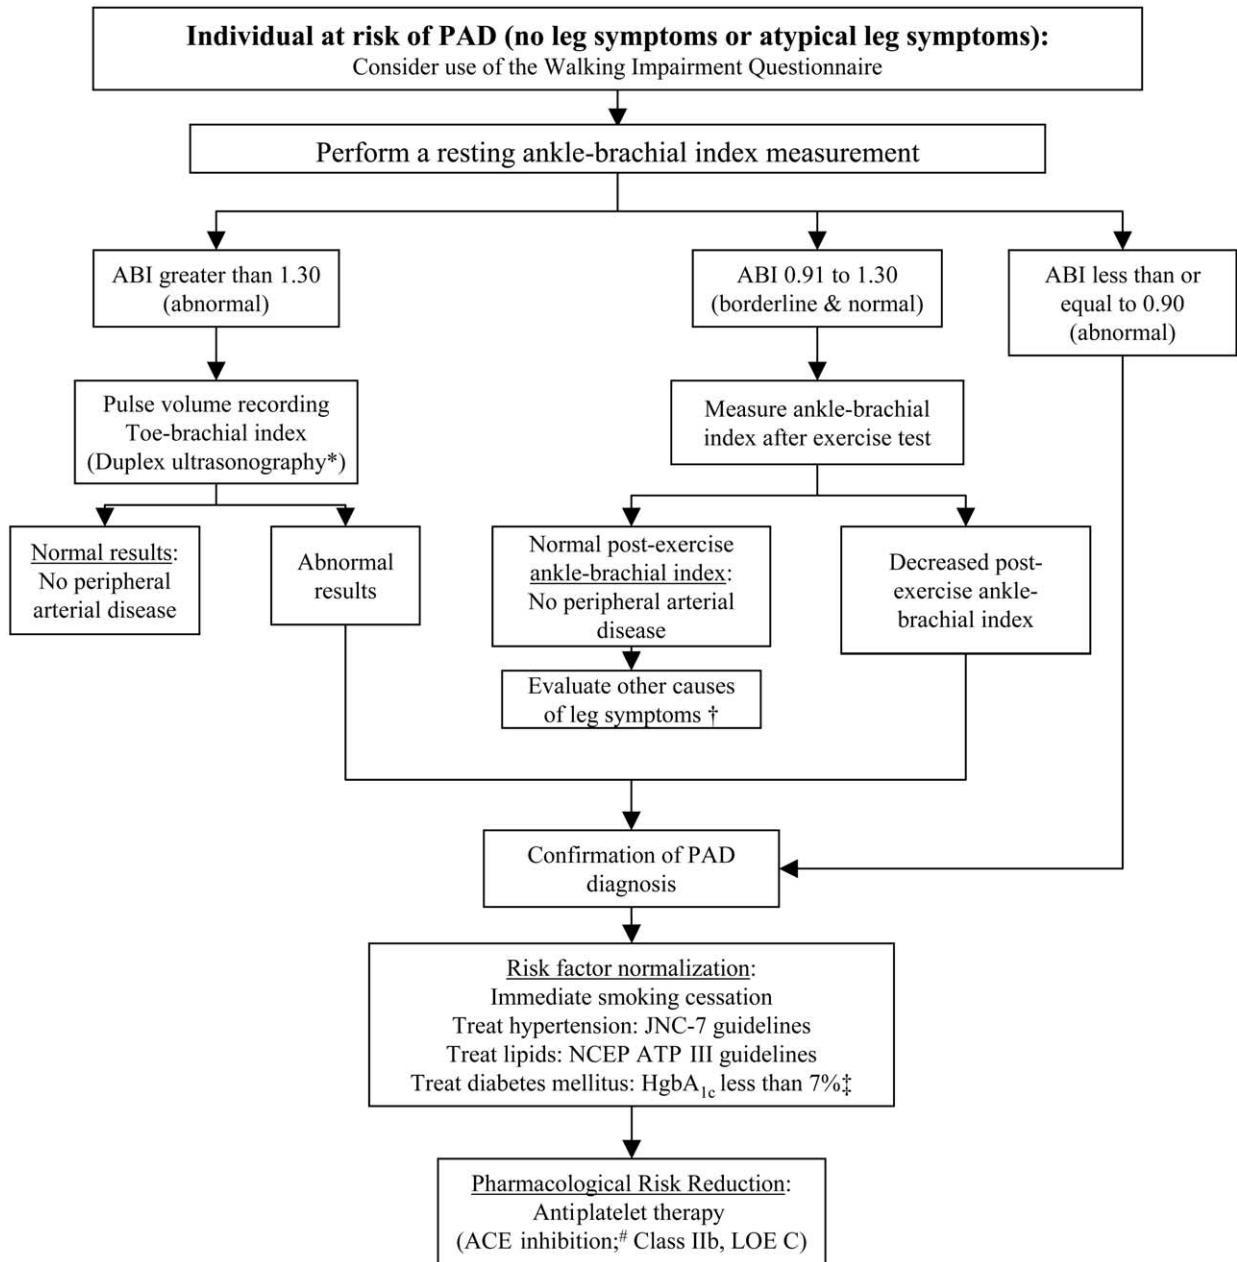 Individual at risk of PAD (no leg symptoms or atypical leg symptoms):
Consider use of the Walking Impairment Questionnaire
Perform a resting ankle-brachial index measurement
ABI greater than 1.30
(abnormal)
ABI 0.91 to 1.30
(borderline & normal)
ABI less than or
equal to 0.90
(abnormal)
Pulse volume recording
Toe-brachial index
(Duplex ultrasonography*)
Measure ankle-brachial
index after exercise test
Normal results:
No peripheral
arterial disease
Abnormal
results
Normal post-exercise
ankle-brachial index:
No peripheral arterial
disease
Decreased post-
exercise ankle-
brachial index
Evaluate other causes
of leg symptoms †
Confirmation of PAD
diagnosis
Risk factor normalization:
Immediate smoking cessation
Treat hypertension: JNC-7 guidelines
Treat lipids: NCEP ATP III guidelines
Treat diabetes mellitus: HgbA1c less than 7%‡
Pharmacological Risk Reduction:
Antiplatelet therapy
(ACE inhibition;# Class IIb, LOE C)